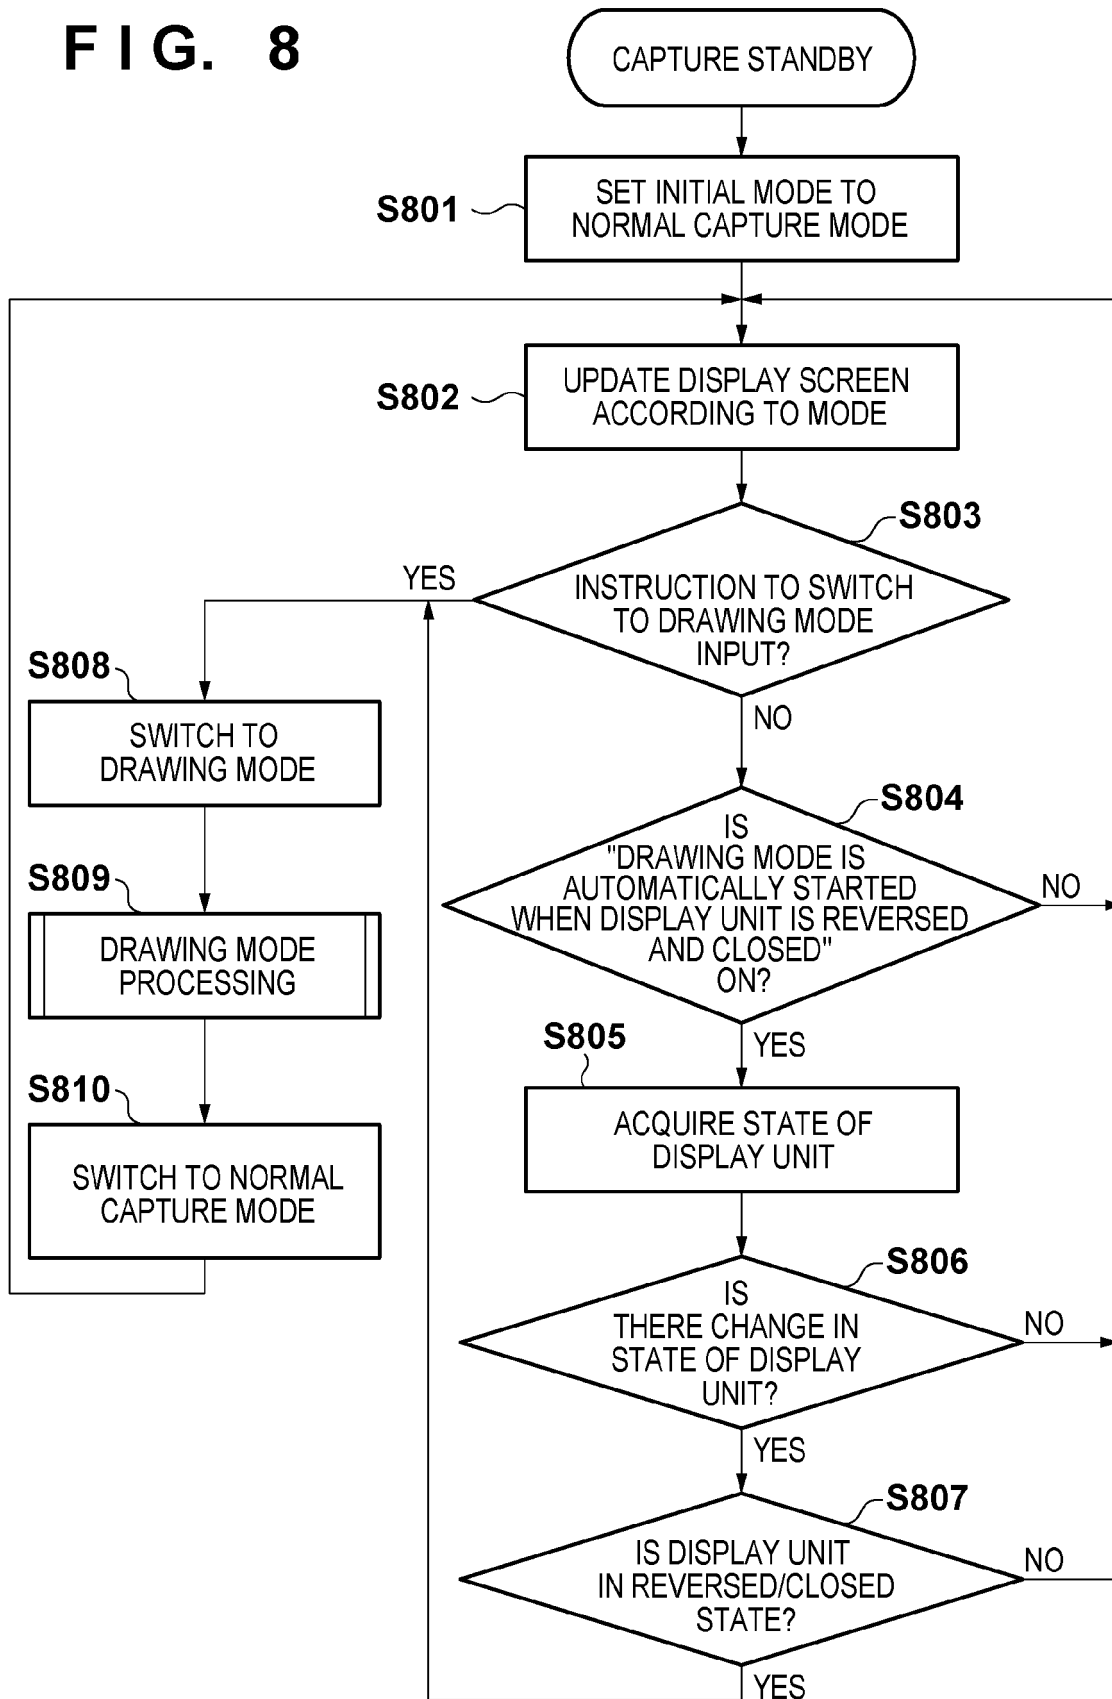 FIG. 8
CAPTURE STANDBY
S801
SET INITIAL MODE TO
NORMAL CAPTURE MODE
S802
UPDATE DISPLAY SCREEN
ACCORDING TO MODE
S803
INSTRUCTION TO SWITCH
TO DRAWING MODE
INPUT?
YES
NO
S804
IS
"DRAWING MODE IS
AUTOMATICALLY STARTED
WHEN DISPLAY UNIT IS REVERSED
AND CLOSED"
ON?
NO
YES
S805
ACQUIRE STATE OF
DISPLAY UNIT
S806
IS
THERE CHANGE IN
STATE OF DISPLAY
UNIT?
NO
YES
S807
IS DISPLAY UNIT
IN REVERSED/CLOSED
STATE?
NO
YES
S808
SWITCH TO
DRAWING MODE
S809
DRAWING MODE
PROCESSING
S810
SWITCH TO NORMAL
CAPTURE MODE